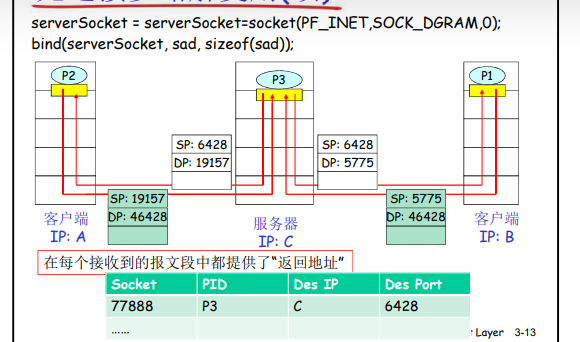 serverSocket = serverSocket=socket(PF_INET,SOCK_DGRAM,0);
bind(serverSocket, sad, sizeof(sad));
P2
P3
P1
SP: 6428
DP: 19157
SP: 6428
DP: 5775
SP: 19157
DP: 46428
SP: 5775
DP: 46428
客户端
IP: A
服务器
IP: C
客户端
IP: B
在每个接收到的报文段中都提供了“返回地址”
Socket PID Des IP Des Port
77888 P3 C 6428
……
Layer 3-13